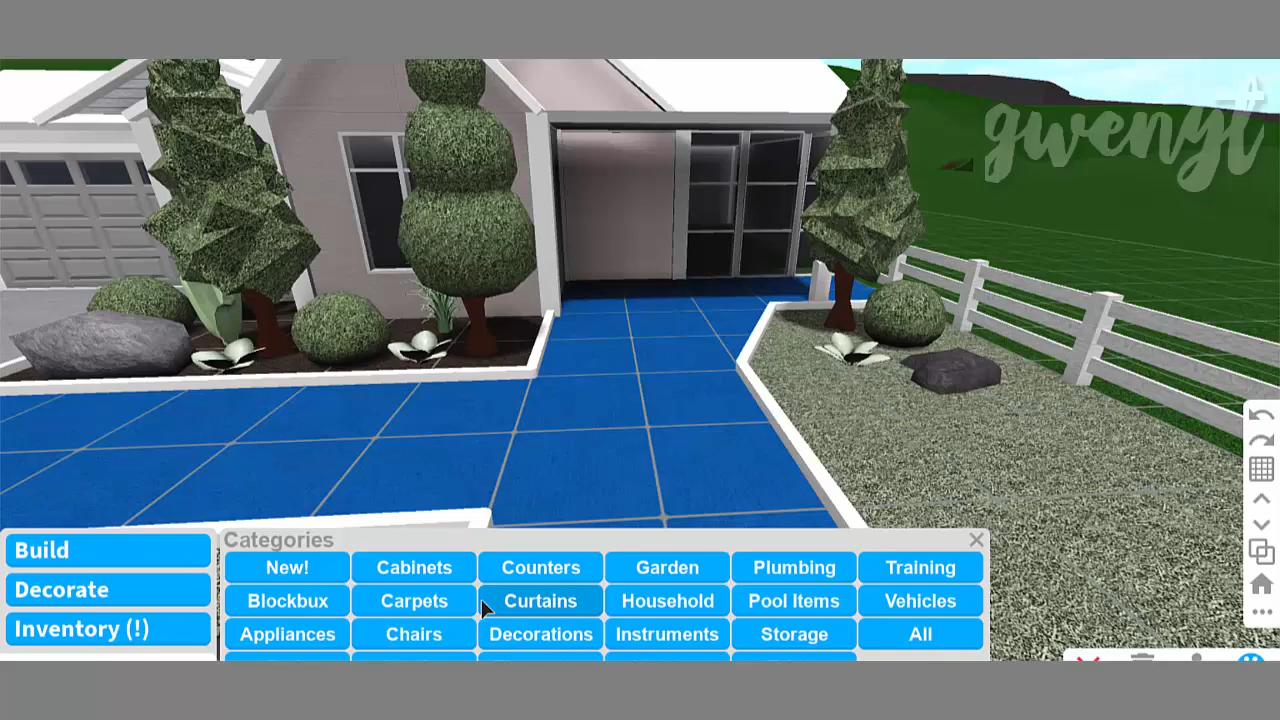 gwenyt
Build
Decorate
Inventory (!)
Categories
New! Cabinets Counters Garden Plumbing Training
Blockbux Carpets Curtains Household Pool Items Vehicles
Appliances Chairs Decorations Instruments Storage All